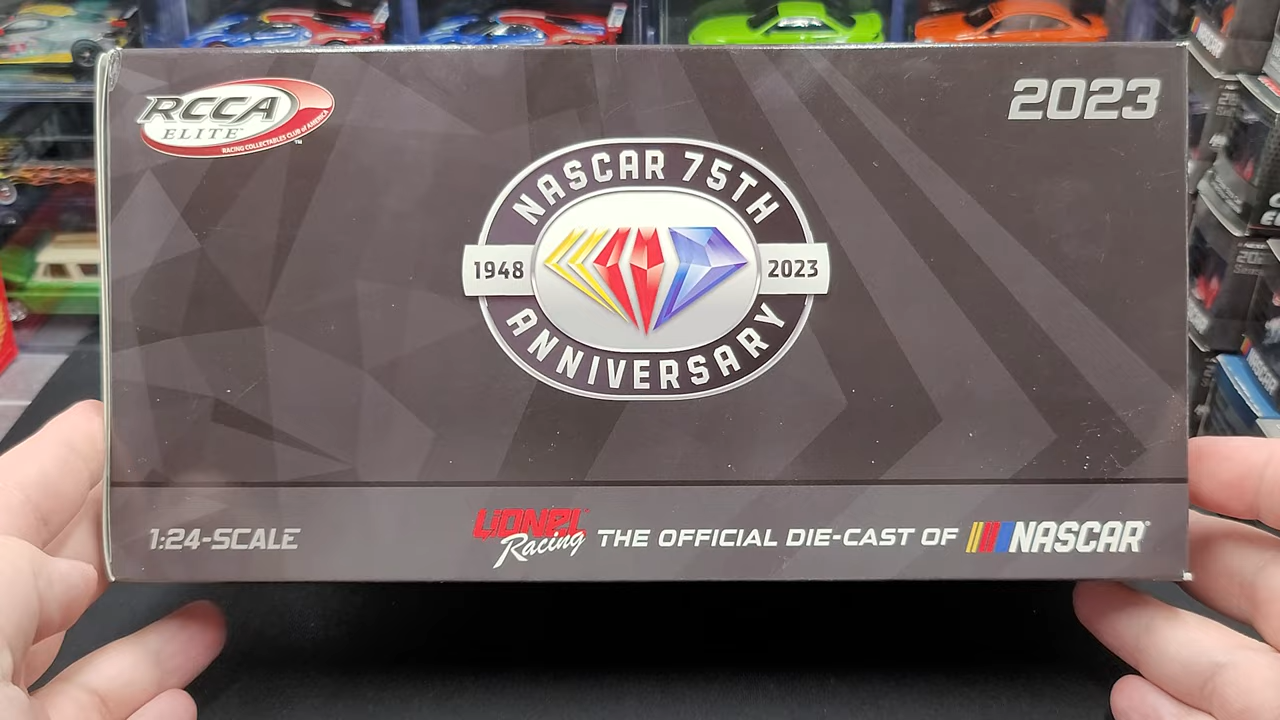 RCCA
ELITE™
RACING COLLECTABLES CLUB of AMERICA
2023
NASCAR 75TH
1948
2023
ANNIVERSARY
1:24-SCALE
LIONEL
Racing
THE OFFICIAL DIE-CAST OF
NASCAR®